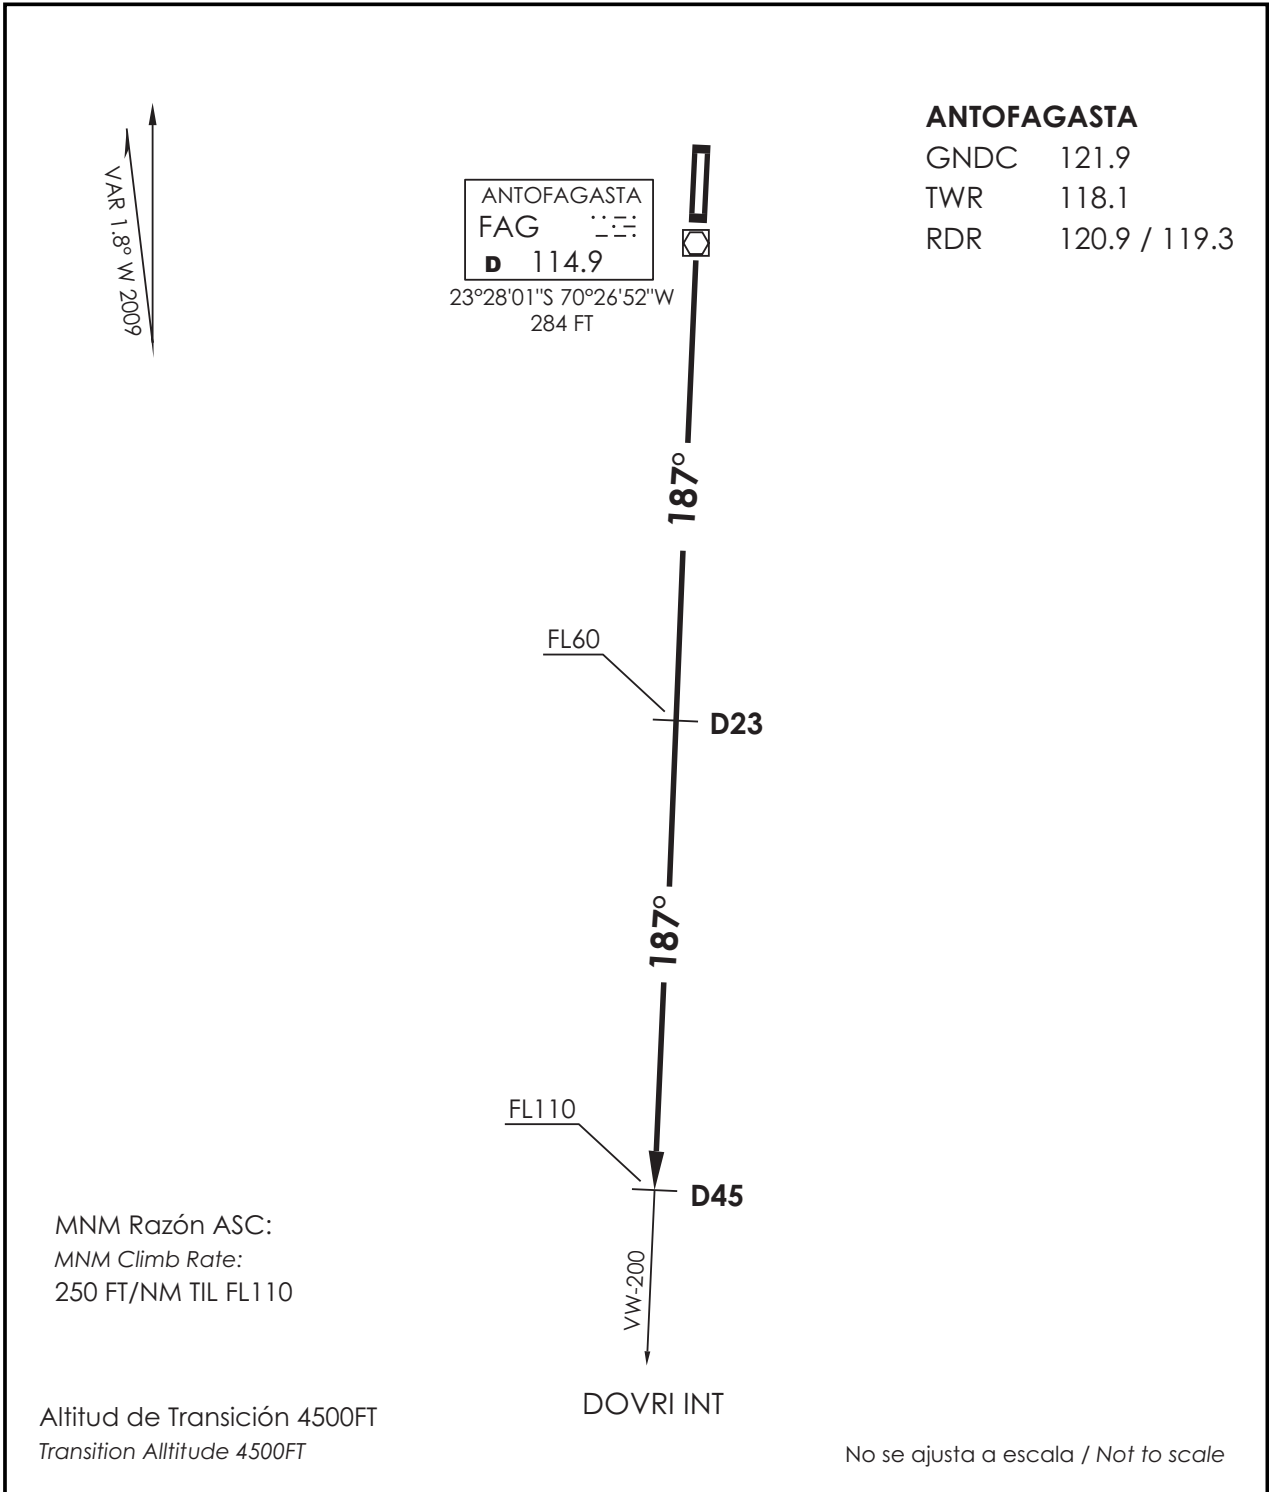 ANTOFAGASTA
GNDC 121.9
TWR 118.1
RDR 120.9 / 119.3
VAR 1.8° W 2009
ANTOFAGASTA
FAG
D 114.9
23°28'01"S 70°26'52"W
284 FT
187°
FL60
D23
187°
FL110
D45
MNM Razón ASC:
MNM Climb Rate:
250 FT/NM TIL FL110
VW-200
DOVRI INT
Altitud de Transición 4500FT
Transition Alltitude 4500FT
No se ajusta a escala / Not to scale